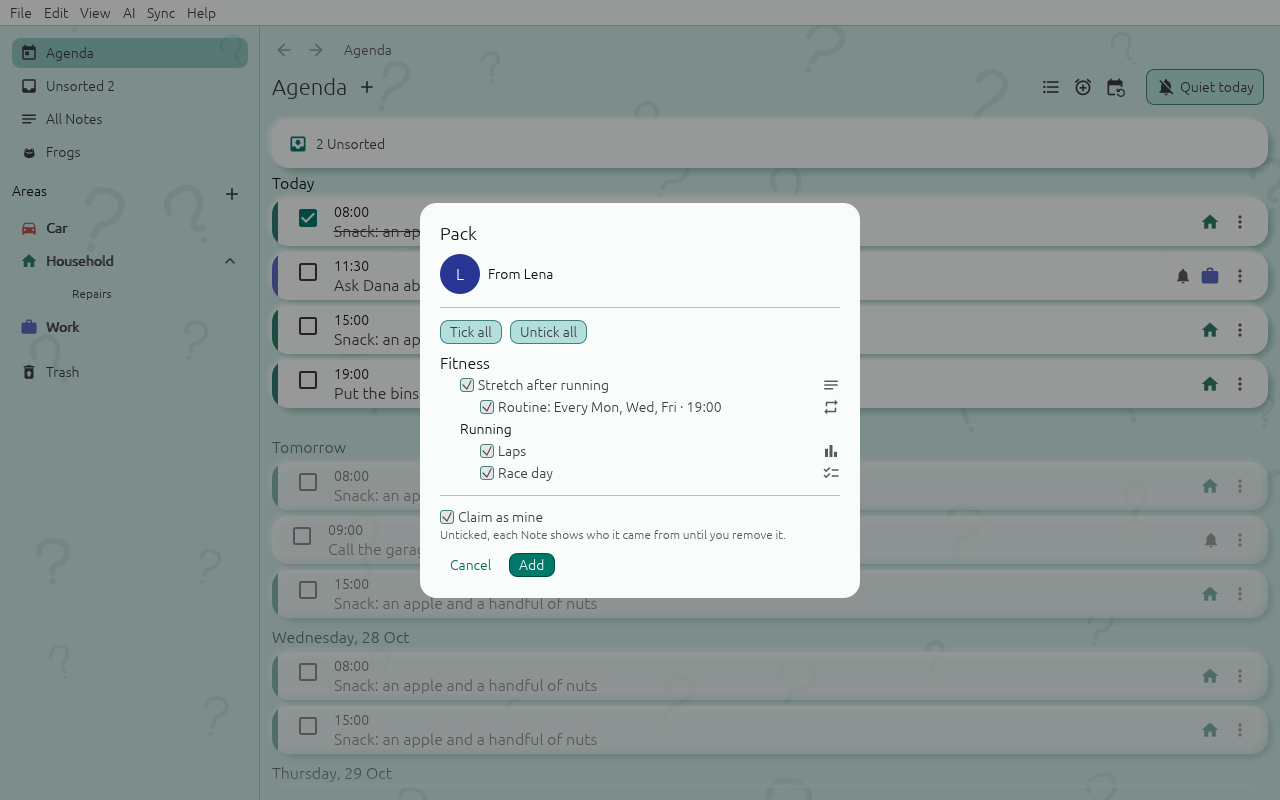 File Edit View AI Sync Help
Agenda
Unsorted 2
All Notes
Frogs
Areas
Car
Household
Repairs
Work
Trash
Agenda
Agenda
Quiet today
2 Unsorted
Today
08:00
Snack: an ap
11:30
Ask Dana ab
15:00
Snack: an ap
19:00
Put the bins
Tomorrow
08:00
Snack: an ap
09:00
Call the garag
15:00
Snack: an apple and a handful of nuts
Wednesday, 28 Oct
08:00
Snack: an apple and a handful of nuts
15:00
Snack: an apple and a handful of nuts
Thursday, 29 Oct
Pack
L From Lena
Tick all Untick all
Fitness
Stretch after running
Routine: Every Mon, Wed, Fri · 19:00
Running
Laps
Race day
Claim as mine
Unticked, each Note shows who it came from until you remove it.
Cancel Add